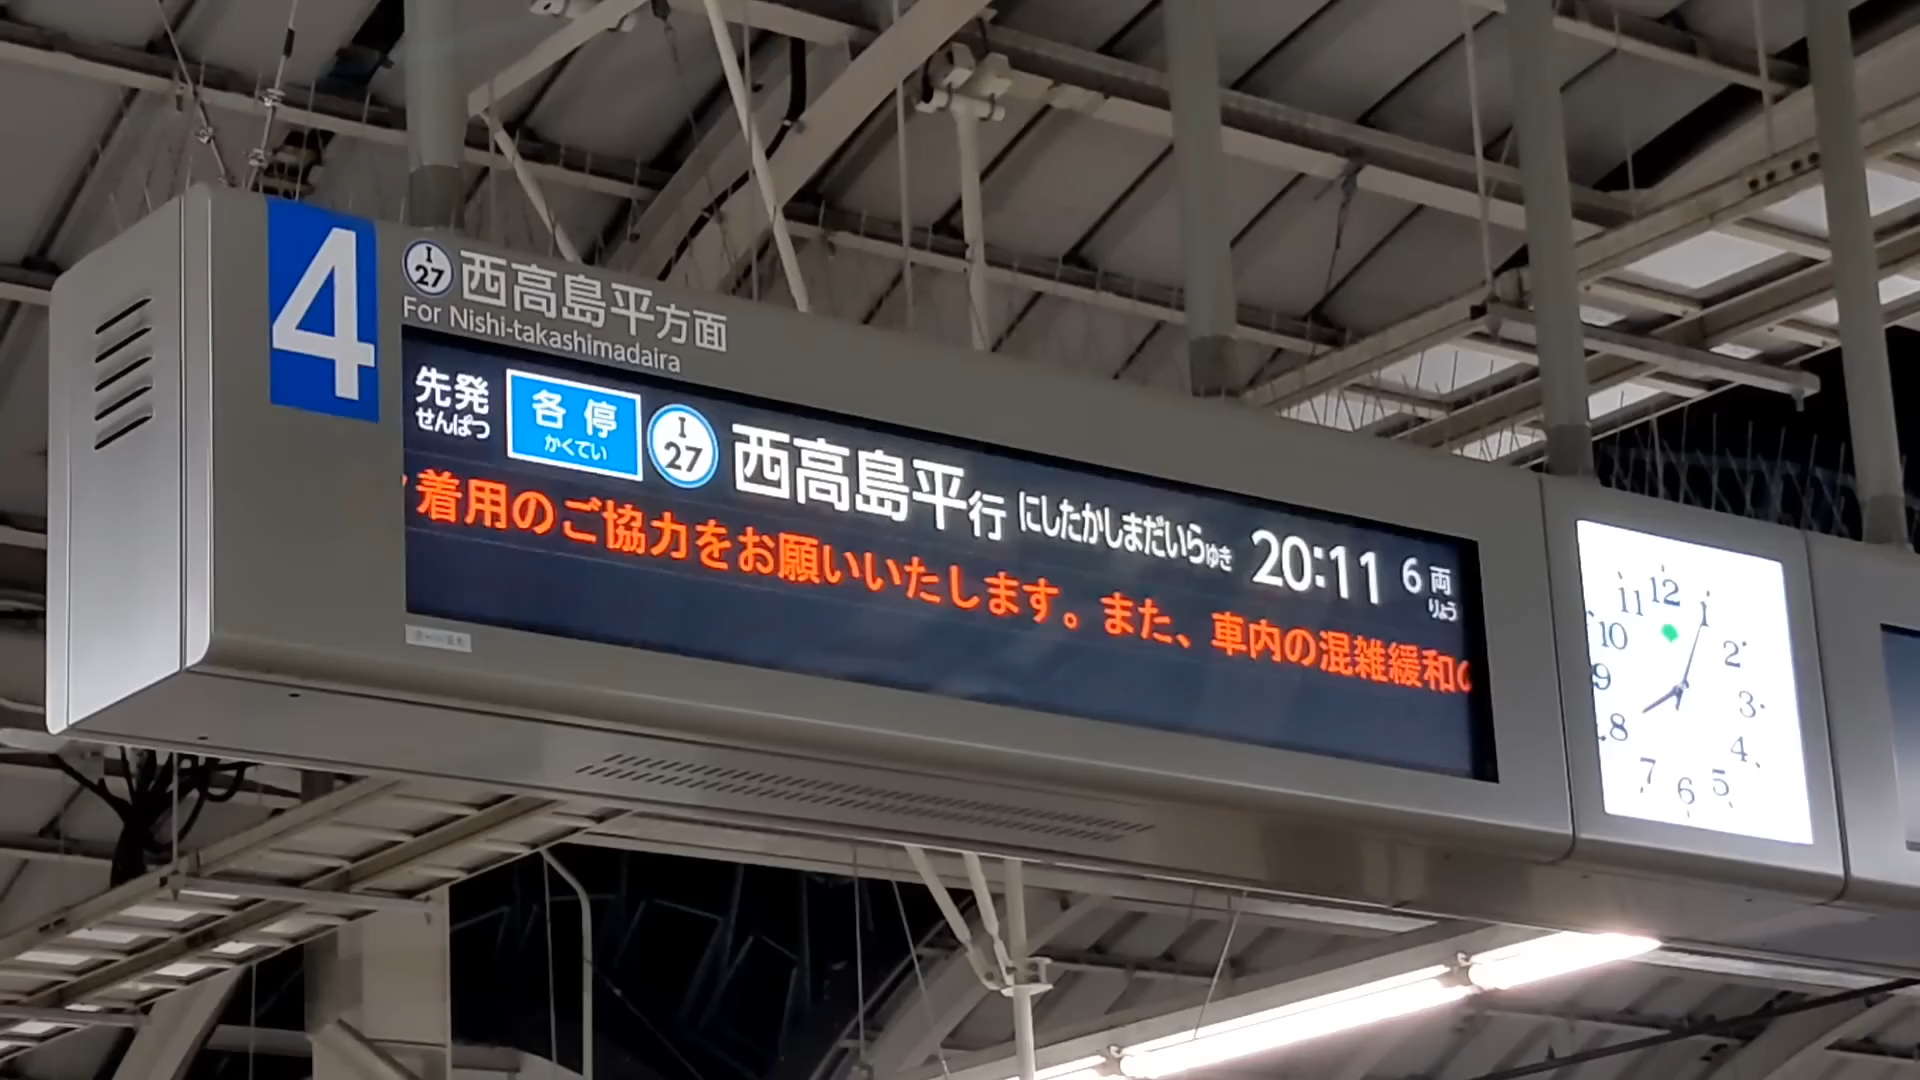 4
I 27 西高島平方面
For Nishi-takashimadaira
先発 各停 I 27 西高島平行 にしたかしまだいらゆき 20:11 6両
せんぱつ かくてい りょう
着用のご協力をお願いいたします。また、車内の混雑緩和の
12
1
2
3
4
5
6
7
8
9
10
11